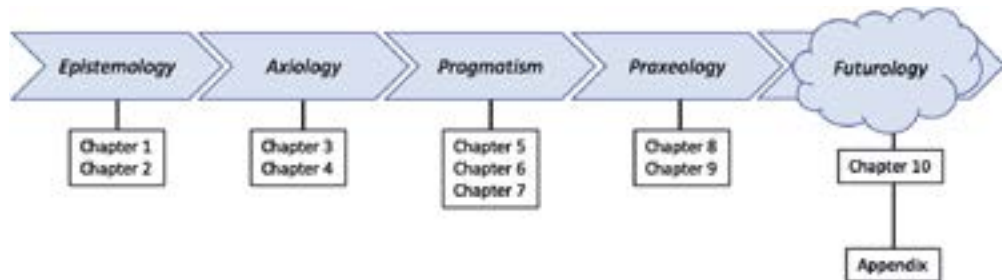 Epistemology
Axiology
Pragmatism
Praxeology
Futurology
Chapter 1
Chapter 2
Chapter 3
Chapter 4
Chapter 5
Chapter 6
Chapter 7
Chapter 8
Chapter 9
Chapter 10
Appendix